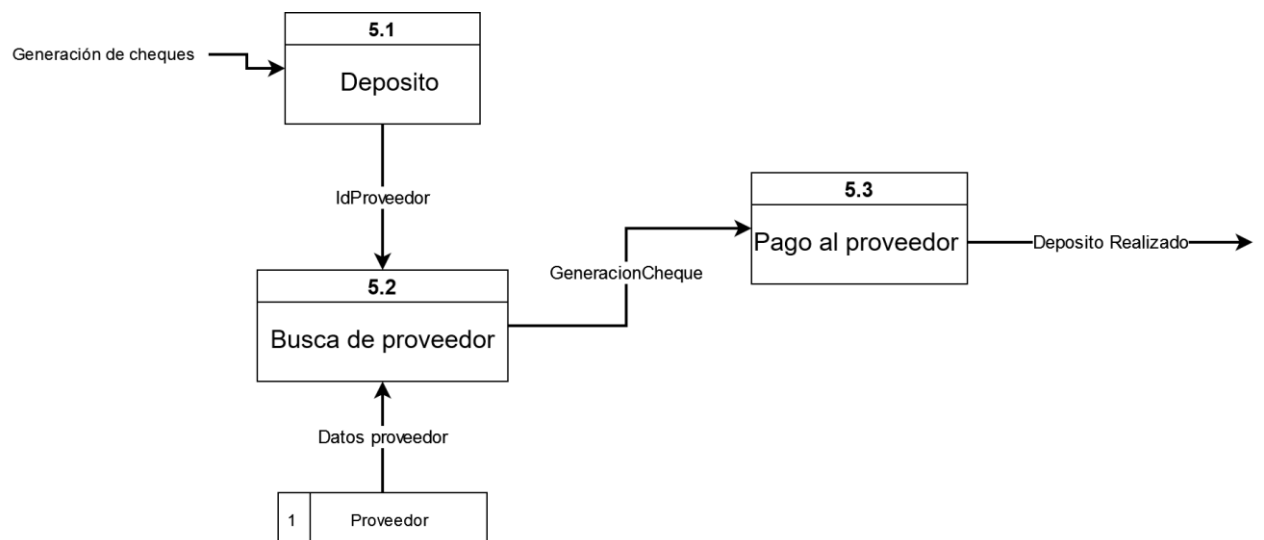 5.1
Generación de cheques
Deposito
IdProveedor
5.3
Pago al proveedor
Deposito Realizado
GeneracionCheque
5.2
Busca de proveedor
Datos proveedor
1
Proveedor